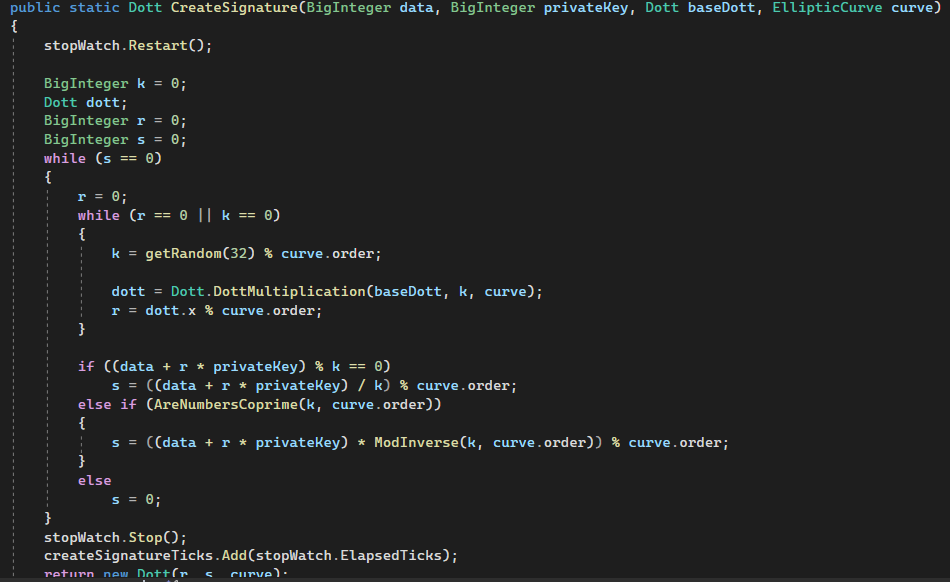 public static Dott CreateSignature(BigInteger data, BigInteger privateKey, Dott baseDott, EllipticCurve curve)
{
stopWatch.Restart();
BigInteger k = 0;
Dott dott;
BigInteger r = 0;
BigInteger s = 0;
while (s == 0)
{
r = 0;
while (r == 0 || k == 0)
{
k = getRandom(32) % curve.order;
dott = Dott.DottMultiplication(baseDott, k, curve);
r = dott.x % curve.order;
}
if ((data + r * privateKey) % k == 0)
s = ((data + r * privateKey) / k) % curve.order;
else if (AreNumbersCoprime(k, curve.order))
{
s = ((data + r * privateKey) * ModInverse(k, curve.order)) % curve.order;
}
else
s = 0;
}
stopWatch.Stop();
createSignatureTicks.Add(stopWatch.ElapsedTicks);
return new Dott(r, s, curve);